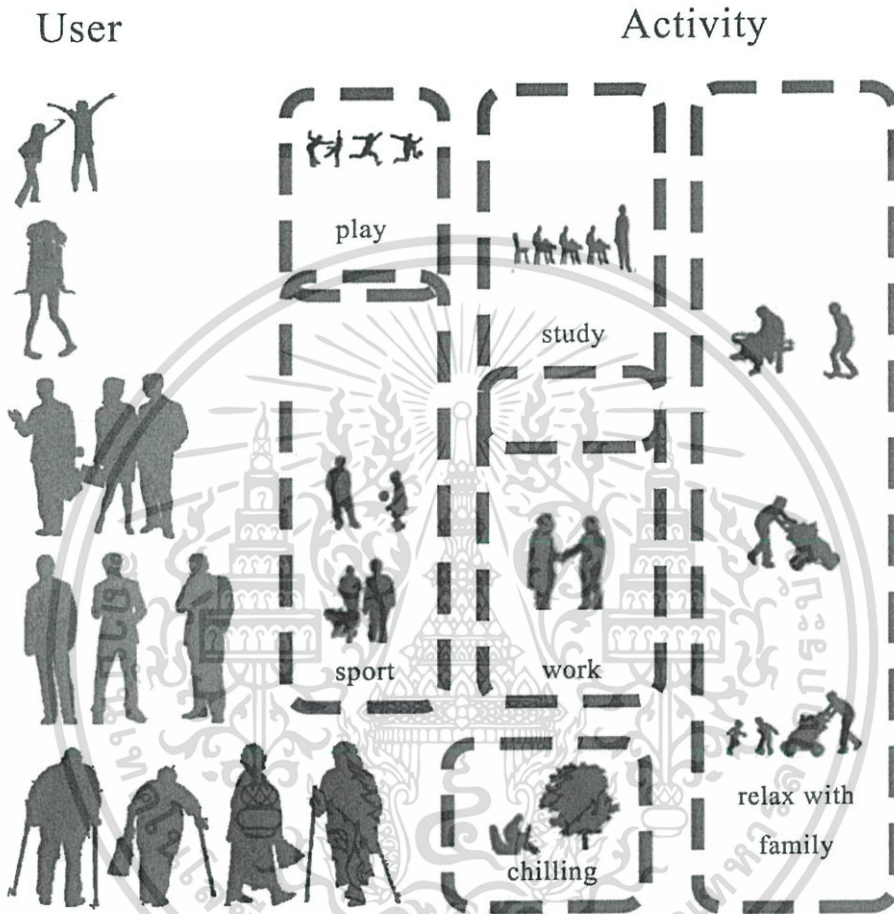 User
Activity
play
study
sport
work
chilling
relax with
family